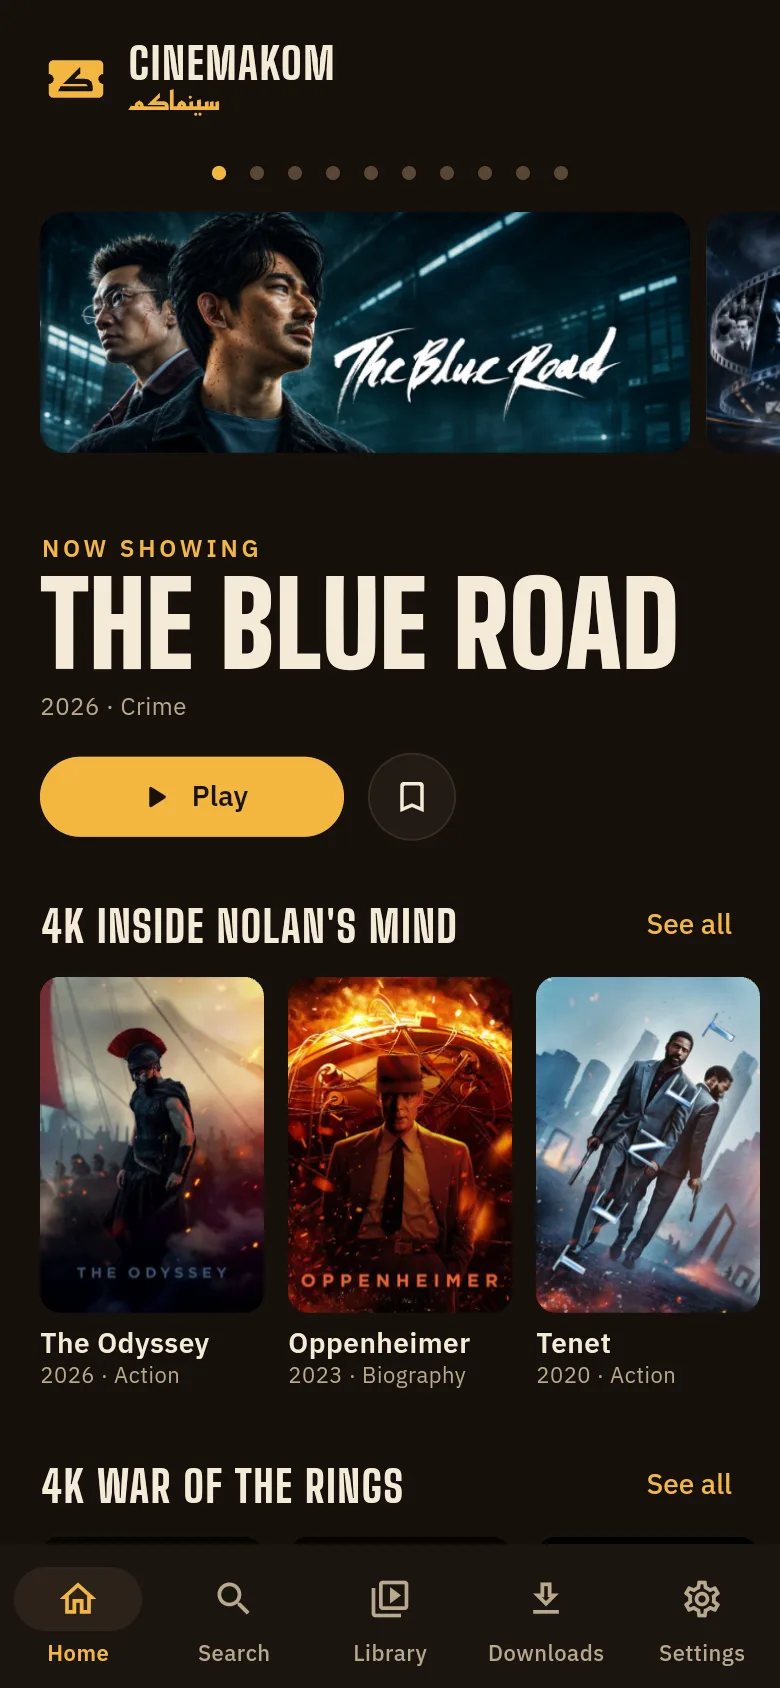 CINEMAKOM
سينماكم
The Blue Road
NOW SHOWING
THE BLUE ROAD
2026 · Crime
Play
4K INSIDE NOLAN'S MIND
See all
THE ODYSSEY
OPPENHEIMER
TENET
The Odyssey
2026 · Action
Oppenheimer
2023 · Biography
Tenet
2020 · Action
4K WAR OF THE RINGS
See all
Home
Search
Library
Downloads
Settings